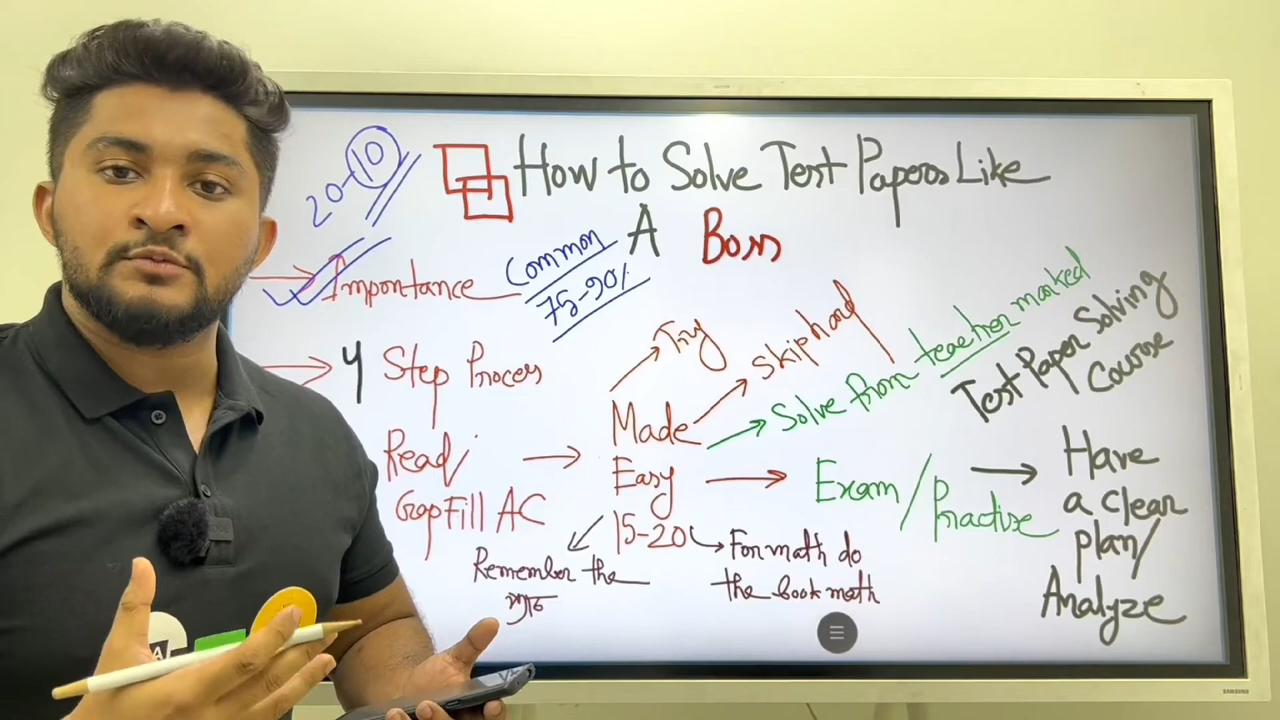 20-10
How to Solve Test Papers Like
A Boss
Importance
Common
75-90%
4 Step Process
Try
Skip hard
Solve from teacher marked
Test Paper Solving
Course
Read/
Gap Fill AC
Made
Easy
15-20
Exam/Practise
Have
a clear
plan/
Analyze
Remember the
For math do
the book math
A
SAMSUNG